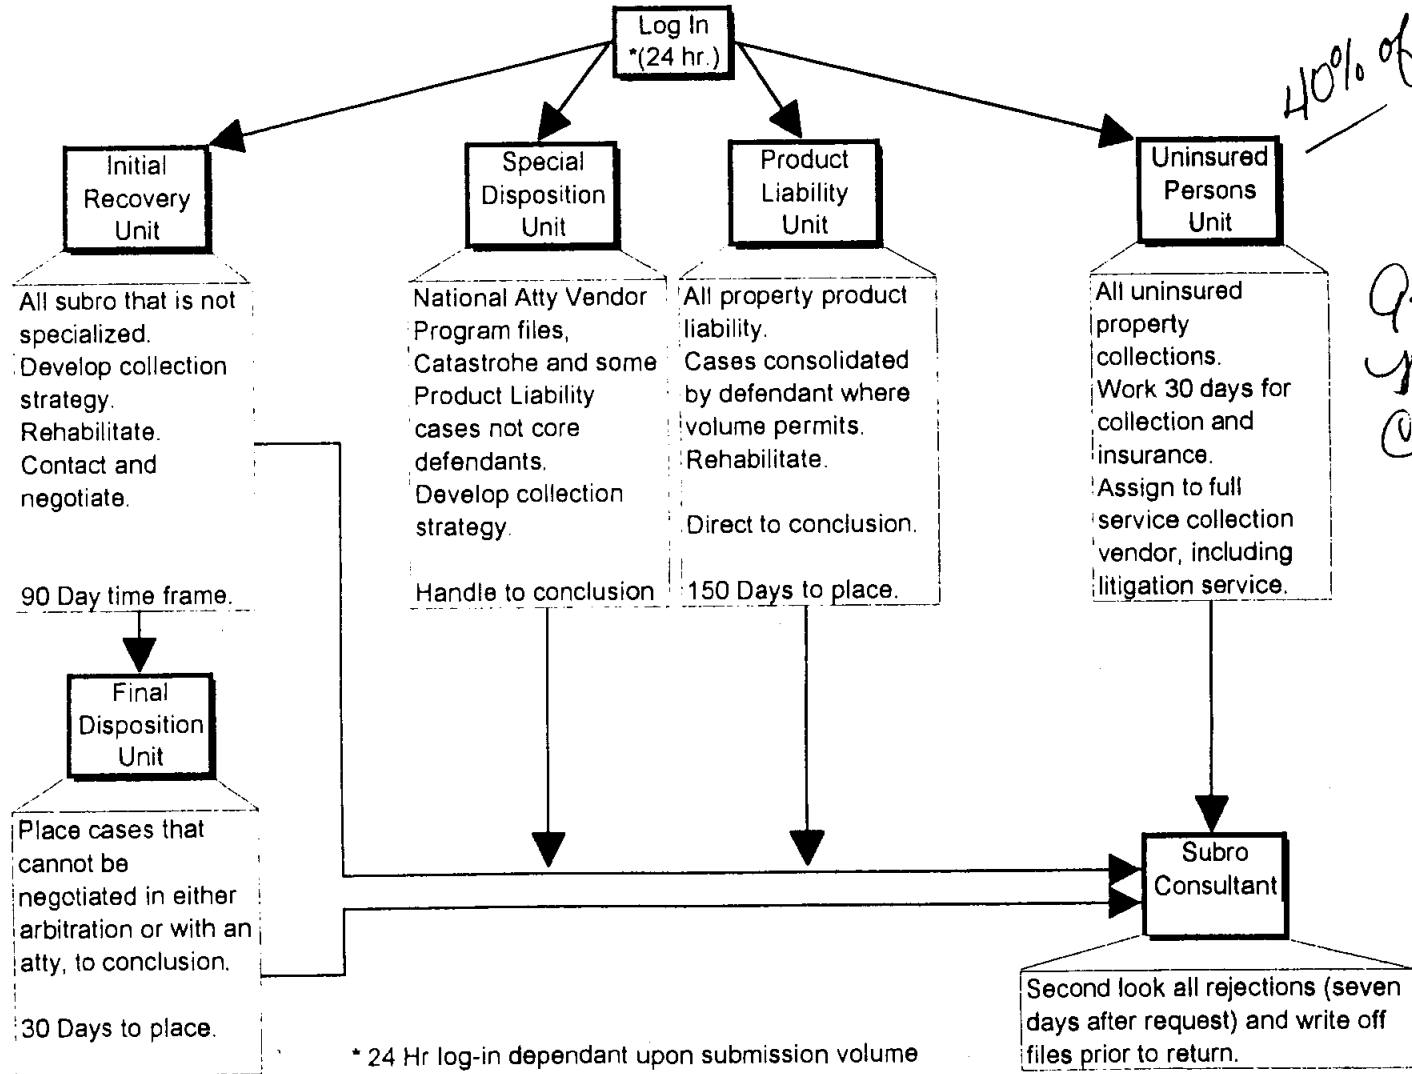 Log In
*(24 hr.)
40% of
Initial
Recovery
Unit
Special
Disposition
Unit
Product
Liability
Unit
Uninsured
Persons
Unit
All subro that is not
specialized.
Develop collection
strategy.
Rehabilitate.
Contact and
negotiate.
90 Day time frame.
National Atty Vendor
Program files,
Catastrohe and some
Product Liability
cases not core
defendants.
Develop collection
strategy.
Handle to conclusion
All property product
liability.
Cases consolidated
by defendant where
volume permits.
Rehabilitate.
Direct to conclusion.
150 Days to place.
All uninsured
property
collections.
Work 30 days for
collection and
insurance.
Assign to full
service collection
vendor, including
litigation service.
Final
Disposition
Unit
Place cases that
cannot be
negotiated in either
arbitration or with an
atty, to conclusion.
30 Days to place.
Subro
Consultant
Second look all rejections (seven
days after request) and write off
files prior to return.
* 24 Hr log-in dependant upon submission volume